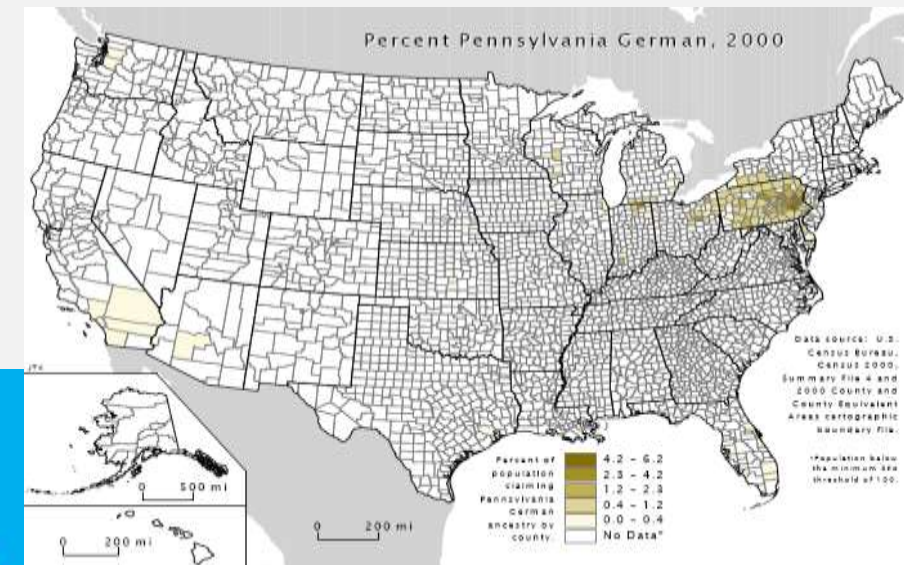 Percent Pennsylvania German, 2000
Data source: U.S.
Census Bureau,
Census 2000,
Summary File 4 and
2000 County and
County Equivalent
Areas cartographic
boundary file.
*Population below
the minimum
threshold of 100.
Percent of
population
claiming
Pennsylvania
German
ancestry by
county.
4.2 – 6.2
2.3 – 4.2
1.2 – 2.3
0.4 – 1.2
0.0 – 0.4
No Data*
0 500 mi
0 200 mi
0 200 mi